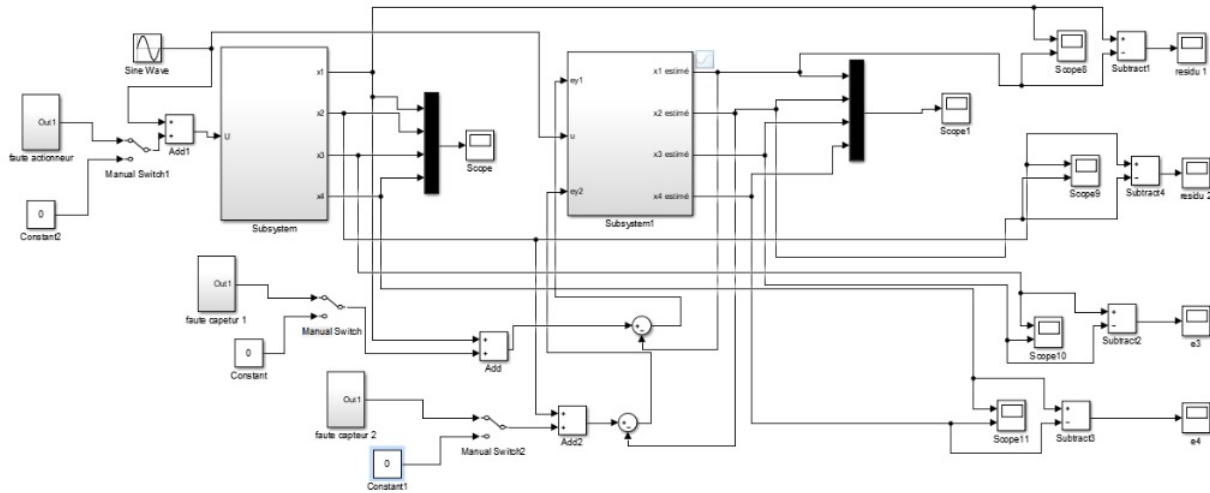 Sine Wave
Out1
faute actionneur
Manual Switch1
0
Constant2
+
+
Add1
U
x1
x2
x3
x4
Subsystem
Scope
ey1
u
ey2
x1 estimé
x2 estimé
x3 estimé
x4 estimé
Subsystem1
Scope1
Scope8
+
−
Subtract1
residu 1
Scope9
+
−
Subtract4
residu 2
Out1
faute capetur 1
Manual Switch
0
Constant
+
+
Add
+
−
Scope10
+
−
Subtract2
e3
Out1
faute capteur 2
Manual Switch2
0
Constant1
+
+
Add2
+
−
Scope11
+
−
Subtract3
e4